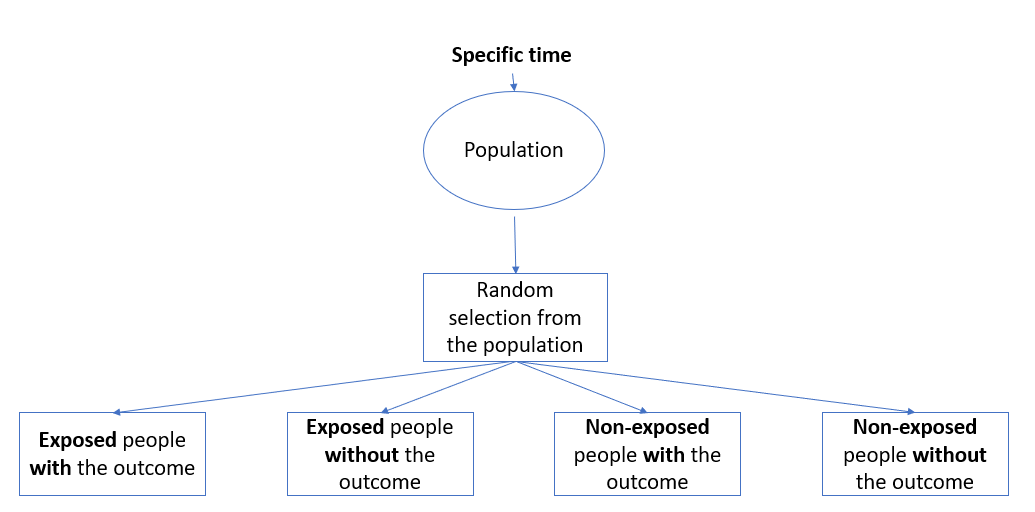 Specific time
Population
Random
selection from
the population
Exposed people
with the outcome
Exposed people
without the
outcome
Non-exposed
people with the
outcome
Non-exposed
people without
the outcome